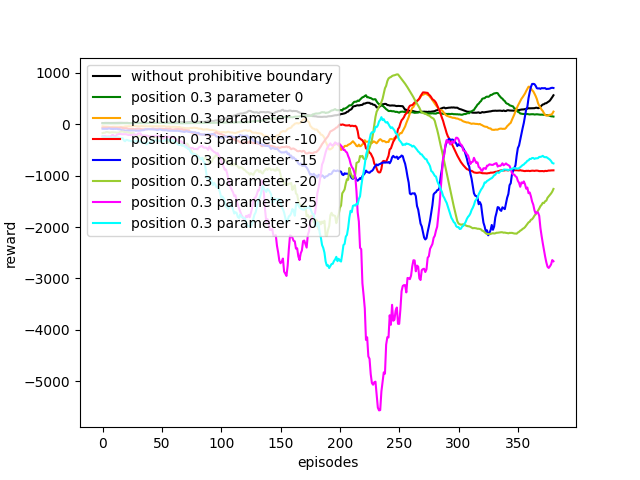 1000
0
−1000
−2000
−3000
−4000
−5000
reward
without prohibitive boundary
position 0.3 parameter 0
position 0.3 parameter -5
position 0.3 parameter -10
position 0.3 parameter -15
position 0.3 parameter -20
position 0.3 parameter -25
position 0.3 parameter -30
0 50 100 150 200 250 300 350
episodes